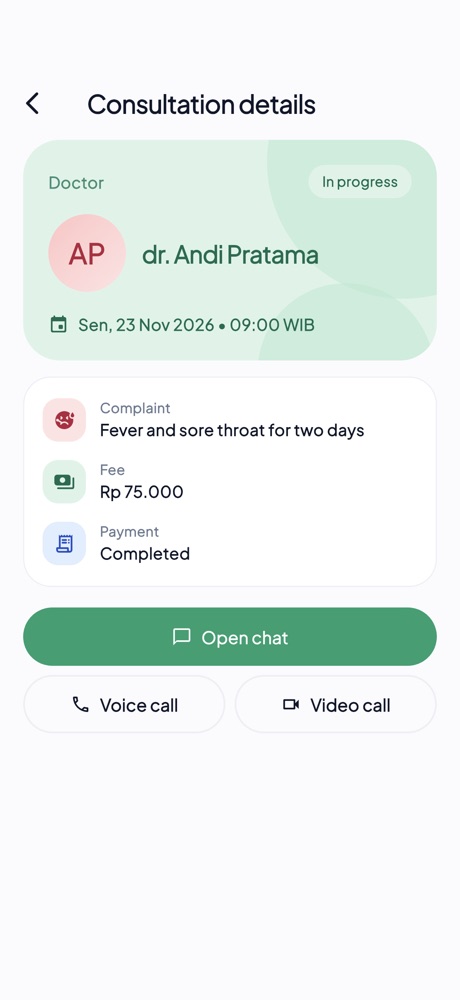 Consultation details
Doctor
In progress
AP
dr. Andi Pratama
Sen, 23 Nov 2026 • 09:00 WIB
Complaint
Fever and sore throat for two days
Fee
Rp 75.000
Payment
Completed
Open chat
Voice call
Video call